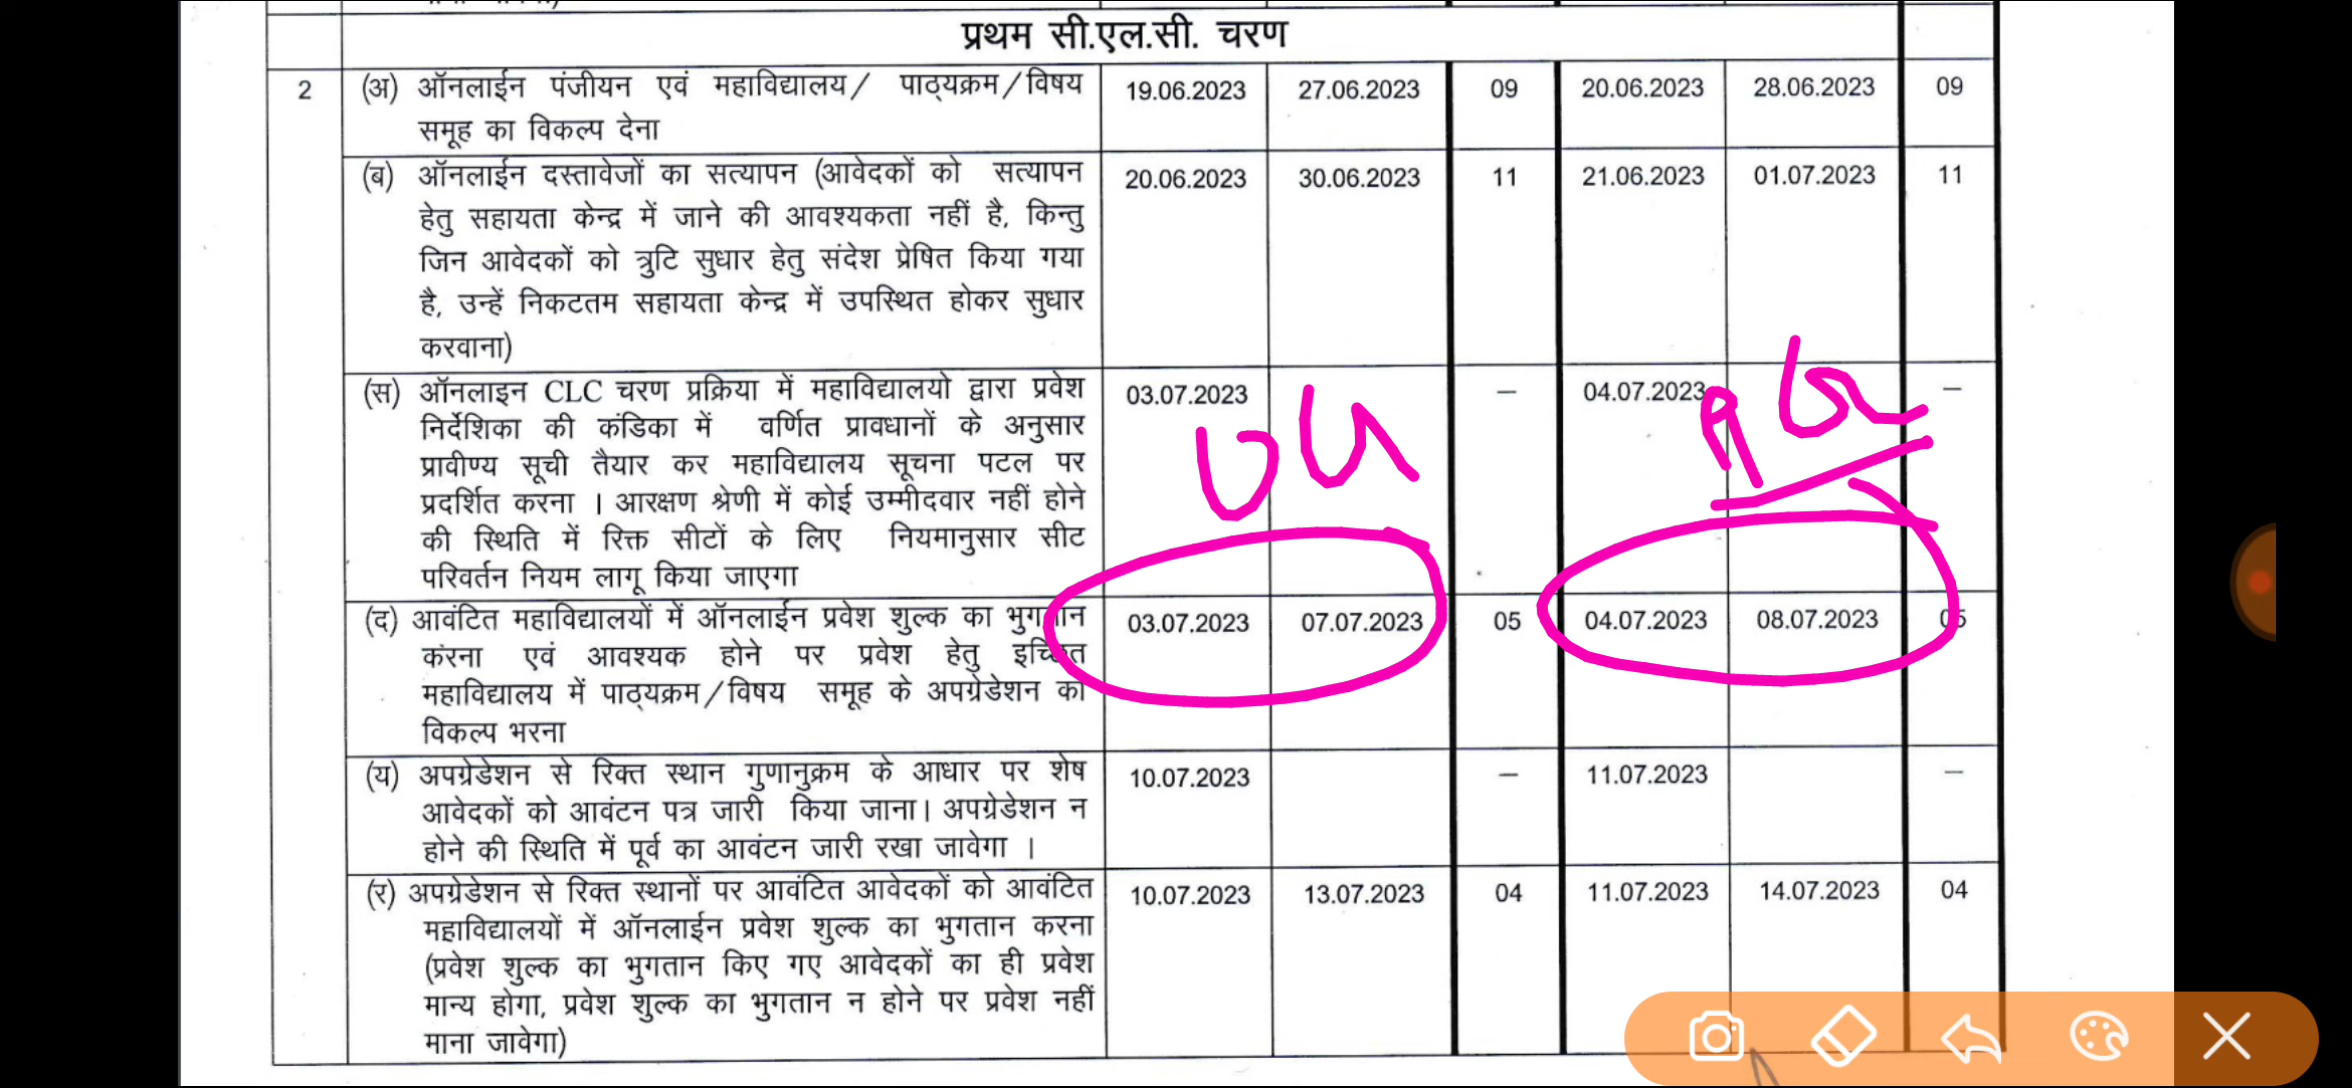 प्रथम सी.एल.सी. चरण
2 (अ) ऑनलाईन पंजीयन एवं महाविद्यालय/ पाठ्यक्रम/विषय 19.06.2023 27.06.2023 09 20.06.2023 28.06.2023 09
समूह का विकल्प देना
(ब) ऑनलाईन दस्तावेजों का सत्यापन (आवेदकों को सत्यापन 20.06.2023 30.06.2023 11 21.06.2023 01.07.2023 11
हेतु सहायता केन्द्र में जाने की आवश्यकता नहीं है, किन्तु
जिन आवेदकों को त्रुटि सुधार हेतु संदेश प्रेषित किया गया
है, उन्हें निकटतम सहायता केन्द्र में उपस्थित होकर सुधार
करवाना)
(स) ऑनलाइन CLC चरण प्रक्रिया में महाविद्यालयो द्वारा प्रवेश 03.07.2023 – 04.07.2023 –
निर्देशिका की कंडिका में वर्णित प्रावधानों के अनुसार
प्रावीण्य सूची तैयार कर महाविद्यालय सूचना पटल पर
प्रदर्शित करना । आरक्षण श्रेणी में कोई उम्मीदवार नहीं होने
की स्थिति में रिक्त सीटों के लिए नियमानुसार सीट
परिवर्तन नियम लागू किया जाएगा
(द) आवंटित महाविद्यालयों में ऑनलाईन प्रवेश शुल्क का भुगतान 03.07.2023 07.07.2023 05 04.07.2023 08.07.2023 05
करना एवं आवश्यक होने पर प्रवेश हेतु इच्छित
महाविद्यालय में पाठ्यक्रम/विषय समूह के अपग्रेडेशन का
विकल्प भरना
(य) अपग्रेडेशन से रिक्त स्थान गुणानुक्रम के आधार पर शेष 10.07.2023 – 11.07.2023 –
आवेदकों को आवंटन पत्र जारी किया जाना। अपग्रेडेशन न
होने की स्थिति में पूर्व का आवंटन जारी रखा जावेगा ।
(र) अपग्रेडेशन से रिक्त स्थानों पर आवंटित आवेदकों को आवंटित 10.07.2023 13.07.2023 04 11.07.2023 14.07.2023 04
महाविद्यालयों में ऑनलाईन प्रवेश शुल्क का भुगतान करना
(प्रवेश शुल्क का भुगतान किए गए आवेदकों का ही प्रवेश
मान्य होगा, प्रवेश शुल्क का भुगतान न होने पर प्रवेश नहीं
माना जावेगा)